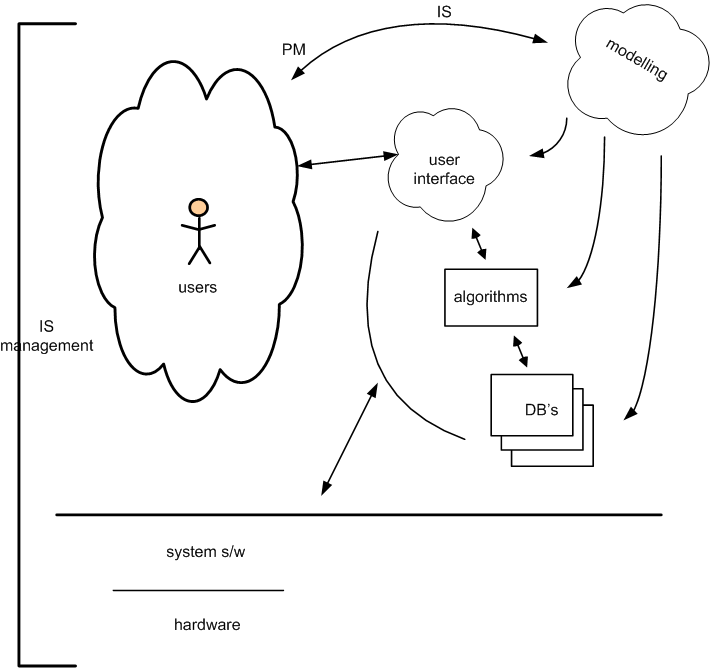 IS
PM
modelling
user
interface
users
algorithms
IS
management
DB's
system s/w
hardware